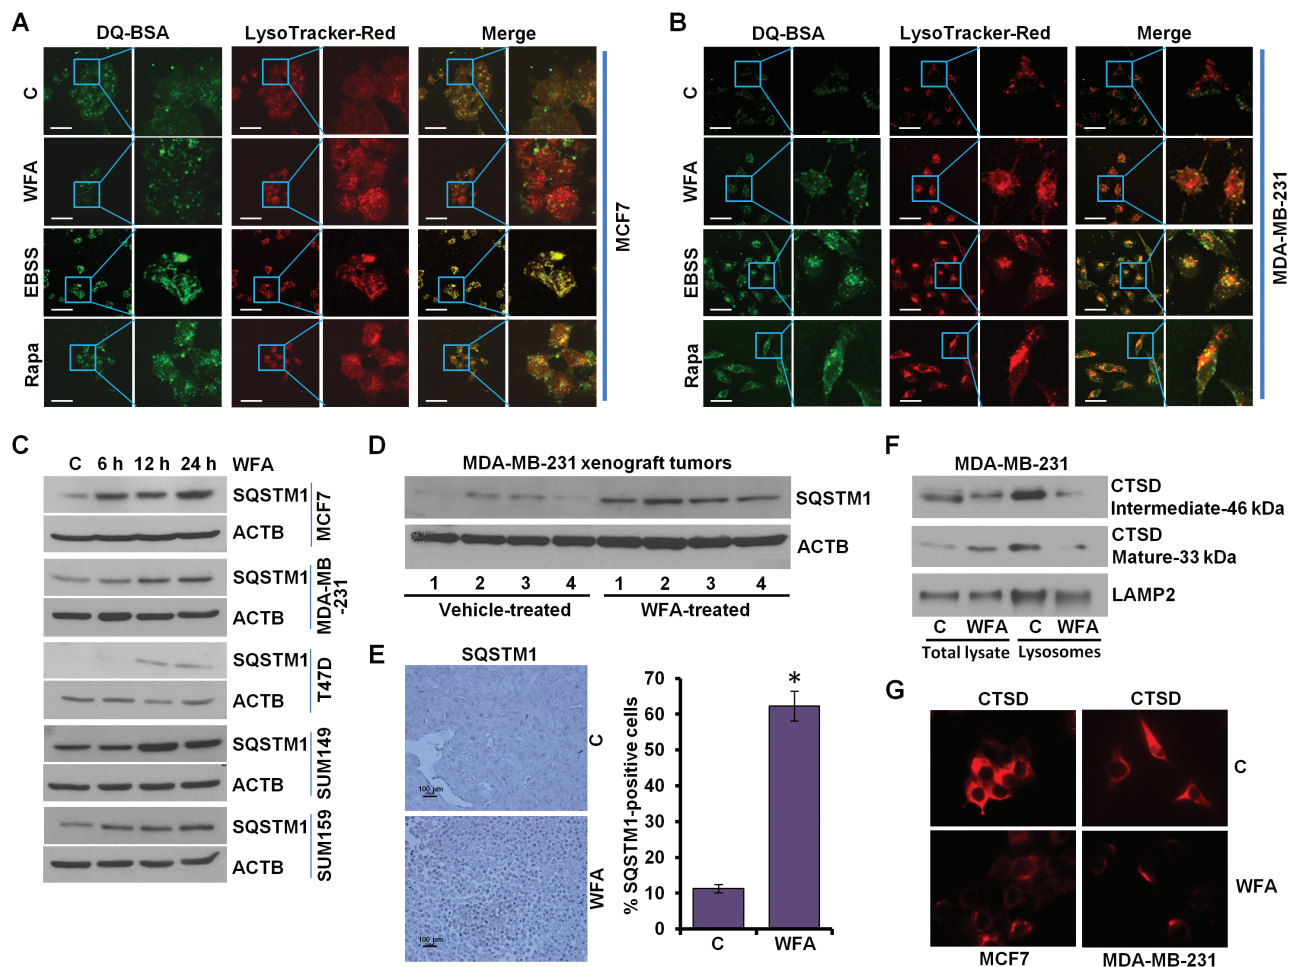 A
DQ-BSA LysoTracker-Red Merge
C
WFA
EBSS
Rapa
MCF7
B
DQ-BSA LysoTracker-Red Merge
C
WFA
EBSS
Rapa
MDA-MB-231
C
C 6 h 12 h 24 h WFA
SQSTM1
ACTB
MCF7
SQSTM1
ACTB
MDA-MB
-231
SQSTM1
ACTB
T47D
SQSTM1
ACTB
SUM149
SQSTM1
ACTB
SUM159
D
MDA-MB-231 xenograft tumors
SQSTM1
ACTB
1 2 3 4 1 2 3 4
Vehicle-treated WFA-treated
E
SQSTM1
100 µm
C
100 µm
WFA
% SQSTM1-positive cells
70
60
50
40
30
20
10
0
*
C WFA
F
MDA-MB-231
CTSD
Intermediate-46 kDa
CTSD
Mature-33 kDa
LAMP2
C WFA C WFA
Total lysate Lysosomes
G
CTSD CTSD
C
WFA
MCF7 MDA-MB-231